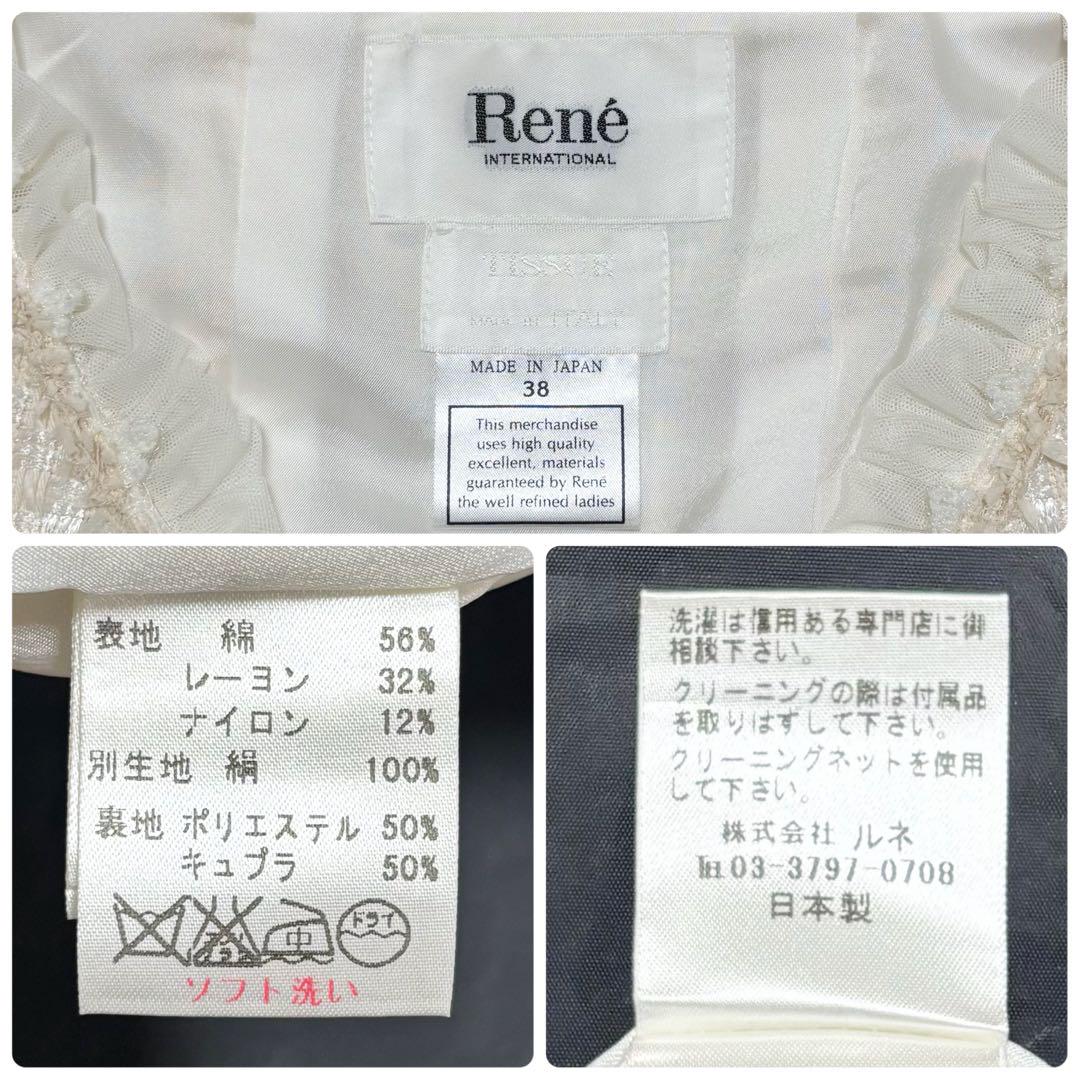 René
INTERNATIONAL
TISSUE
MADE IN ITALY
MADE IN JAPAN
38
This merchandise
uses high quality
excellent, materials
guaranteed by René
the well refined ladies
表地 綿 56%
レーヨン 32%
ナイロン 12%
別生地 絹 100%
裏地 ポリエステル 50%
キュプラ 50%
エンソ
サラシ
中
ドライ
ソフト洗い
洗濯は信用ある専門店に御
相談下さい。
クリーニングの際は付属品
を取りはずして下さい。
クリーニングネットを使用
して下さい。
株式会社 ルネ
℡03-3797-0708
日本製